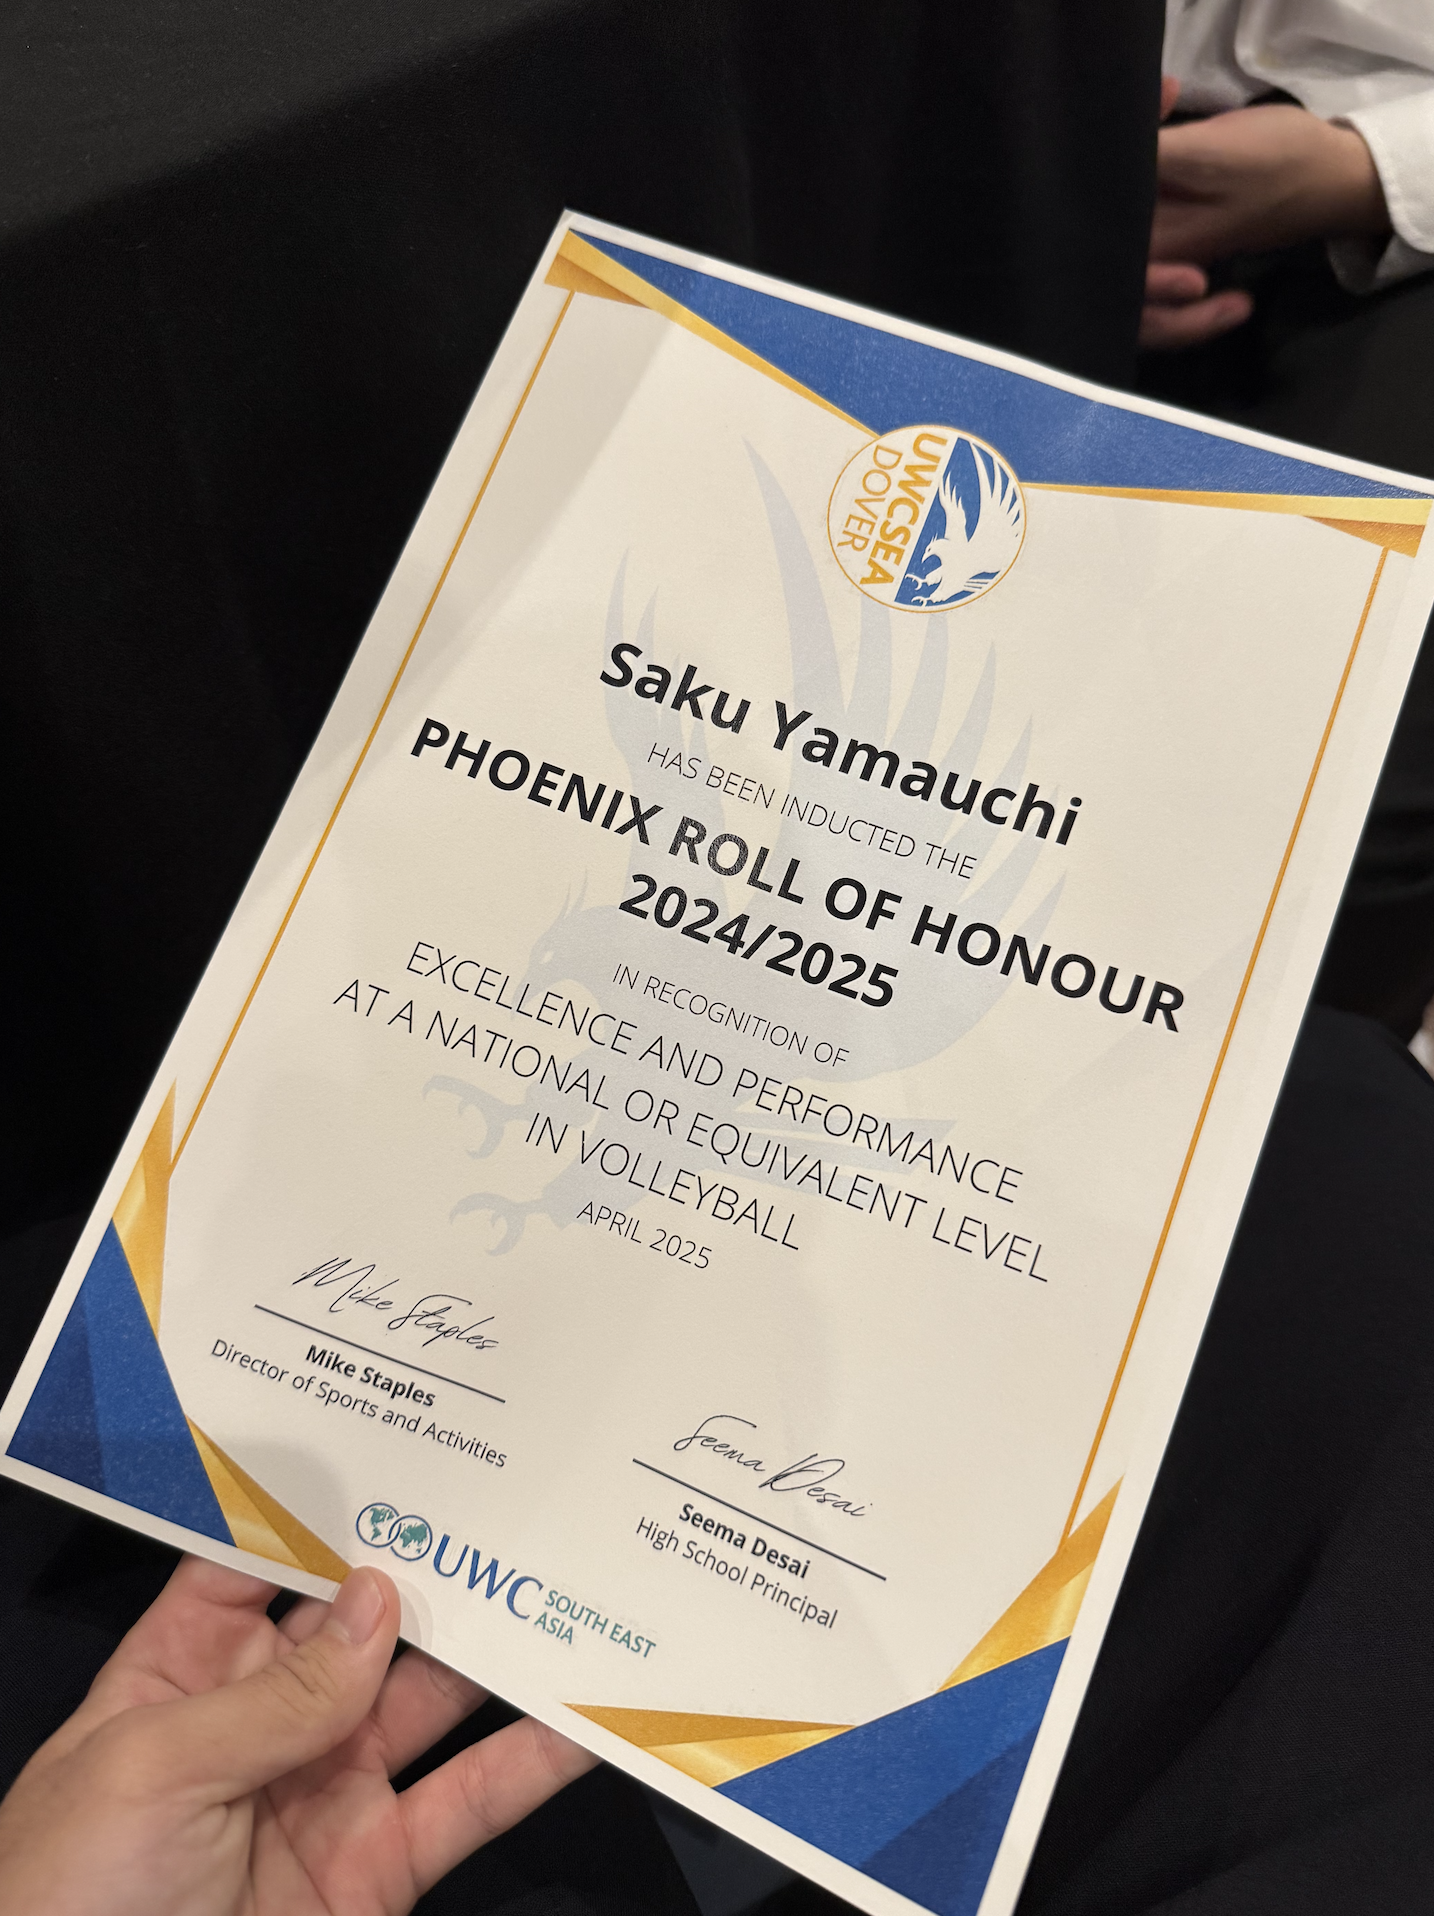 UWCSEA
DOVER
Saku Yamauchi
HAS BEEN INDUCTED THE
PHOENIX ROLL OF HONOUR
2024/2025
IN RECOGNITION OF
EXCELLENCE AND PERFORMANCE
AT A NATIONAL OR EQUIVALENT LEVEL
IN VOLLEYBALL
APRIL 2025
Mike Staples
Mike Staples
Director of Sports and Activities
Seema Desai
Seema Desai
High School Principal
UWC SOUTH EAST
ASIA